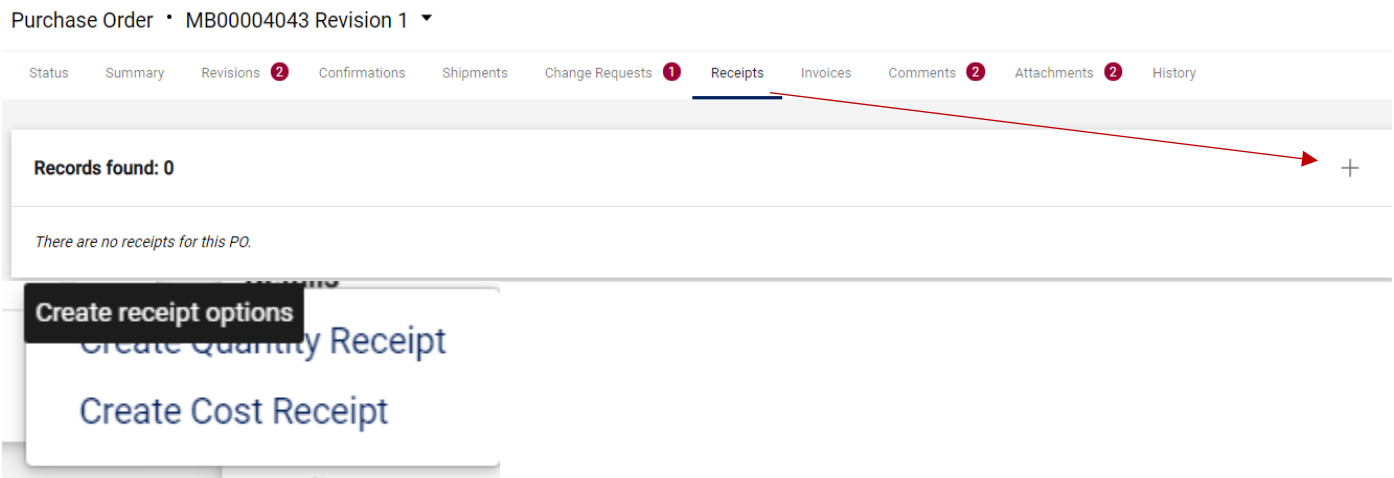 Purchase Order • MB00004043 Revision 1
Status Summary Revisions 2 Confirmations Shipments Change Requests 1 Receipts Invoices Comments 2 Attachments 2 History
Records found: 0
There are no receipts for this PO.
Create receipt options
Create Quantity Receipt
Create Cost Receipt